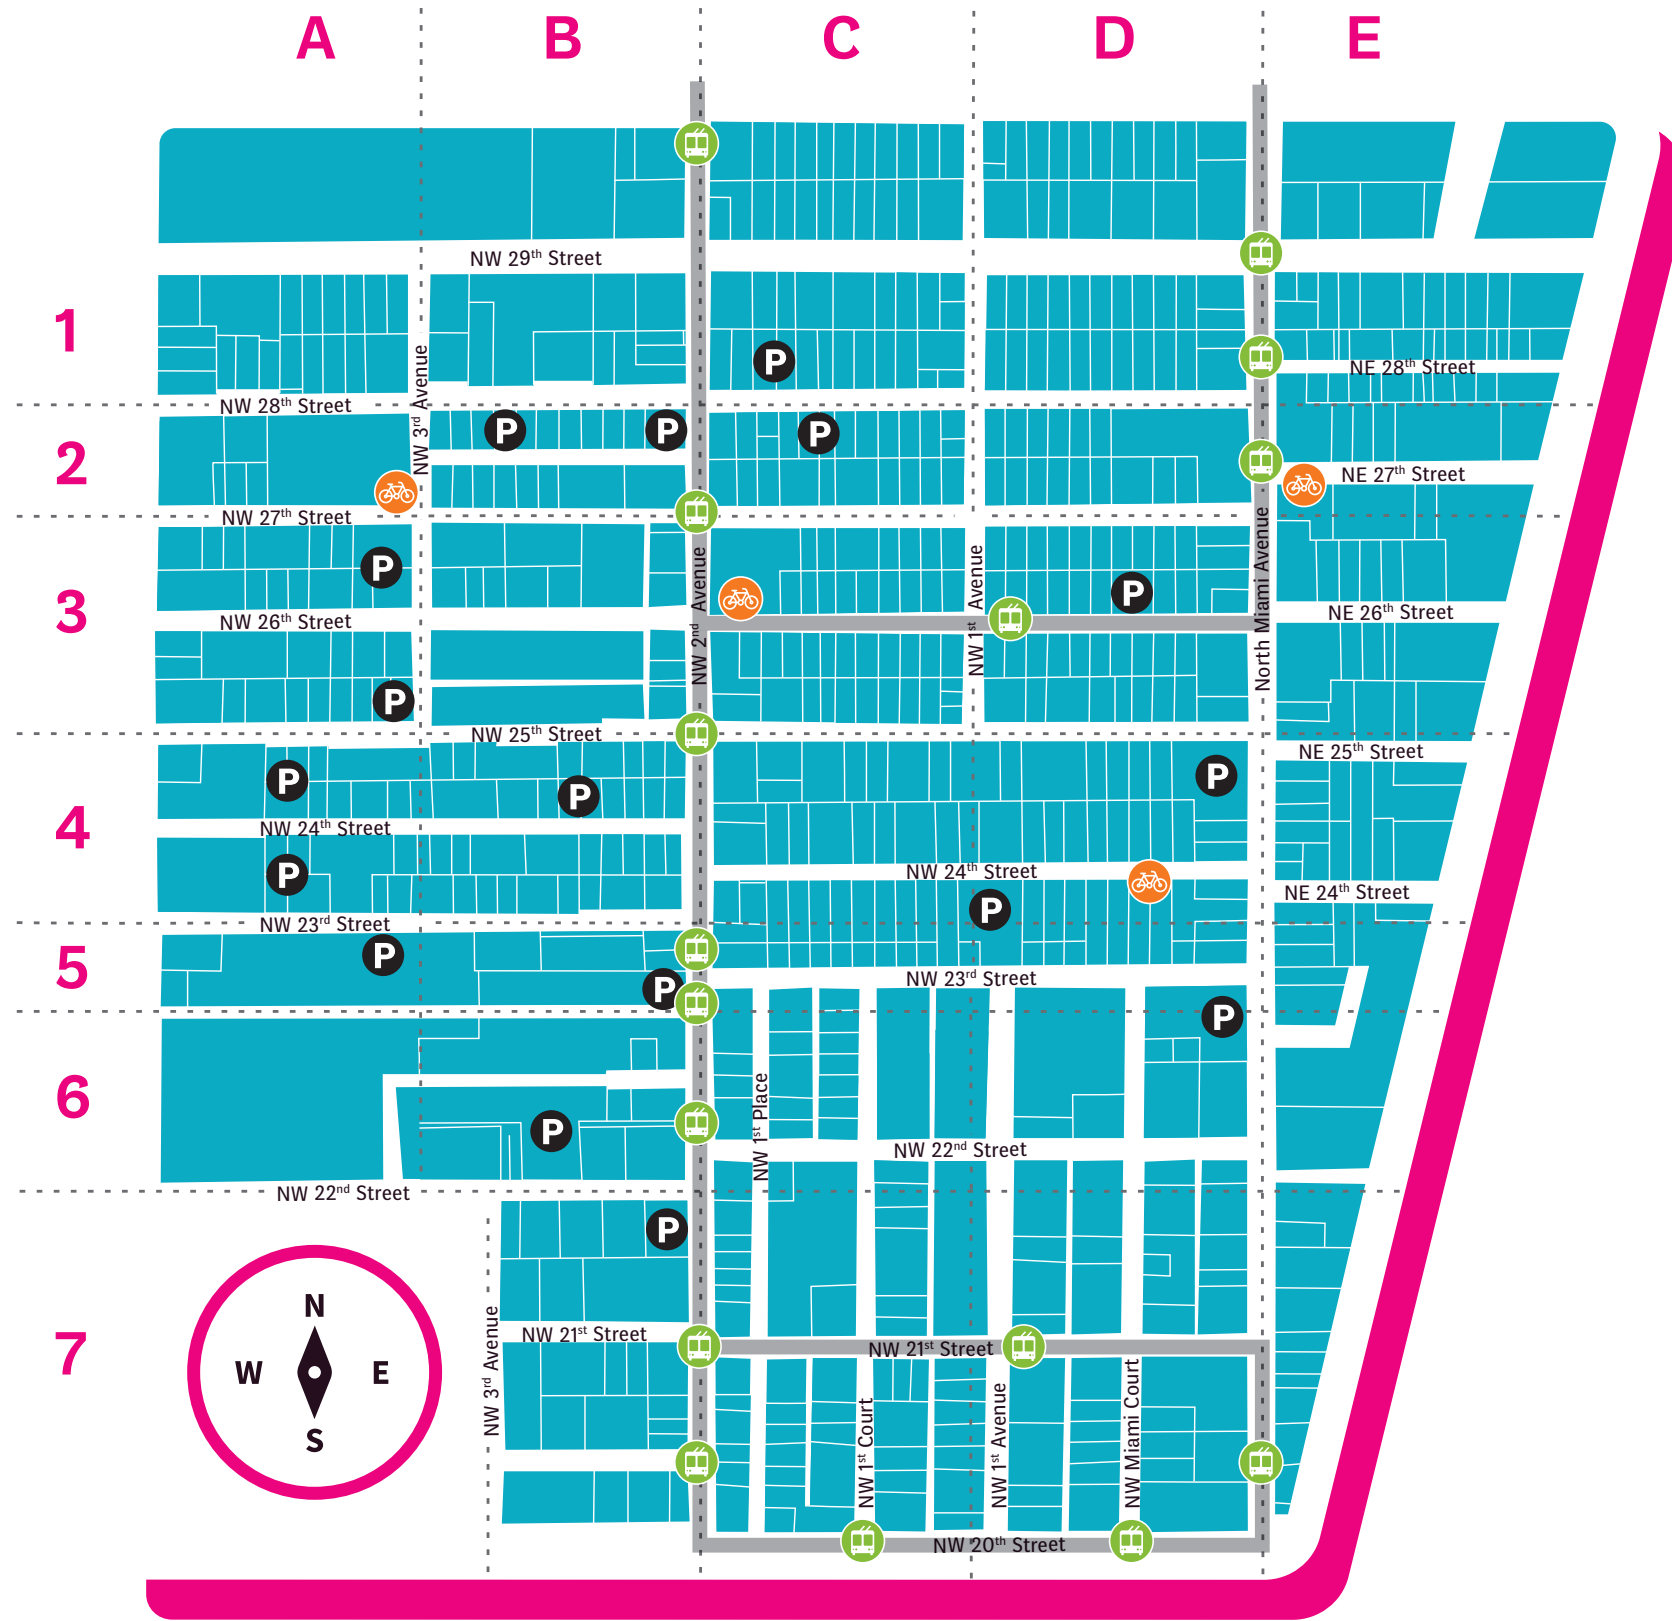 A B C D E
NW 29th Street
1
NE 28th Street
NW 28th Street
NW 3rd Avenue
P
P P P
2
NE 27th Street
NW 27th Street
North Miami Avenue
NW 2nd Avenue
NW 1st Avenue
P
P
3
NE 26th Street
NW 26th Street
P
NW 25th Street
NE 25th Street
P P P
4
NW 24th Street
NW 24th Street
P
NE 24th Street
P
NW 23rd Street
P
5
NW 23rd Street
P
P
6
NW 1st Place
P
NW 22nd Street
NW 22nd Street
P
N
W E
S
NW 3rd Avenue
7
NW 21st Street
NW 21st Street
NW 1st Court
NW 1st Avenue
NW Miami Court
NW 20th Street